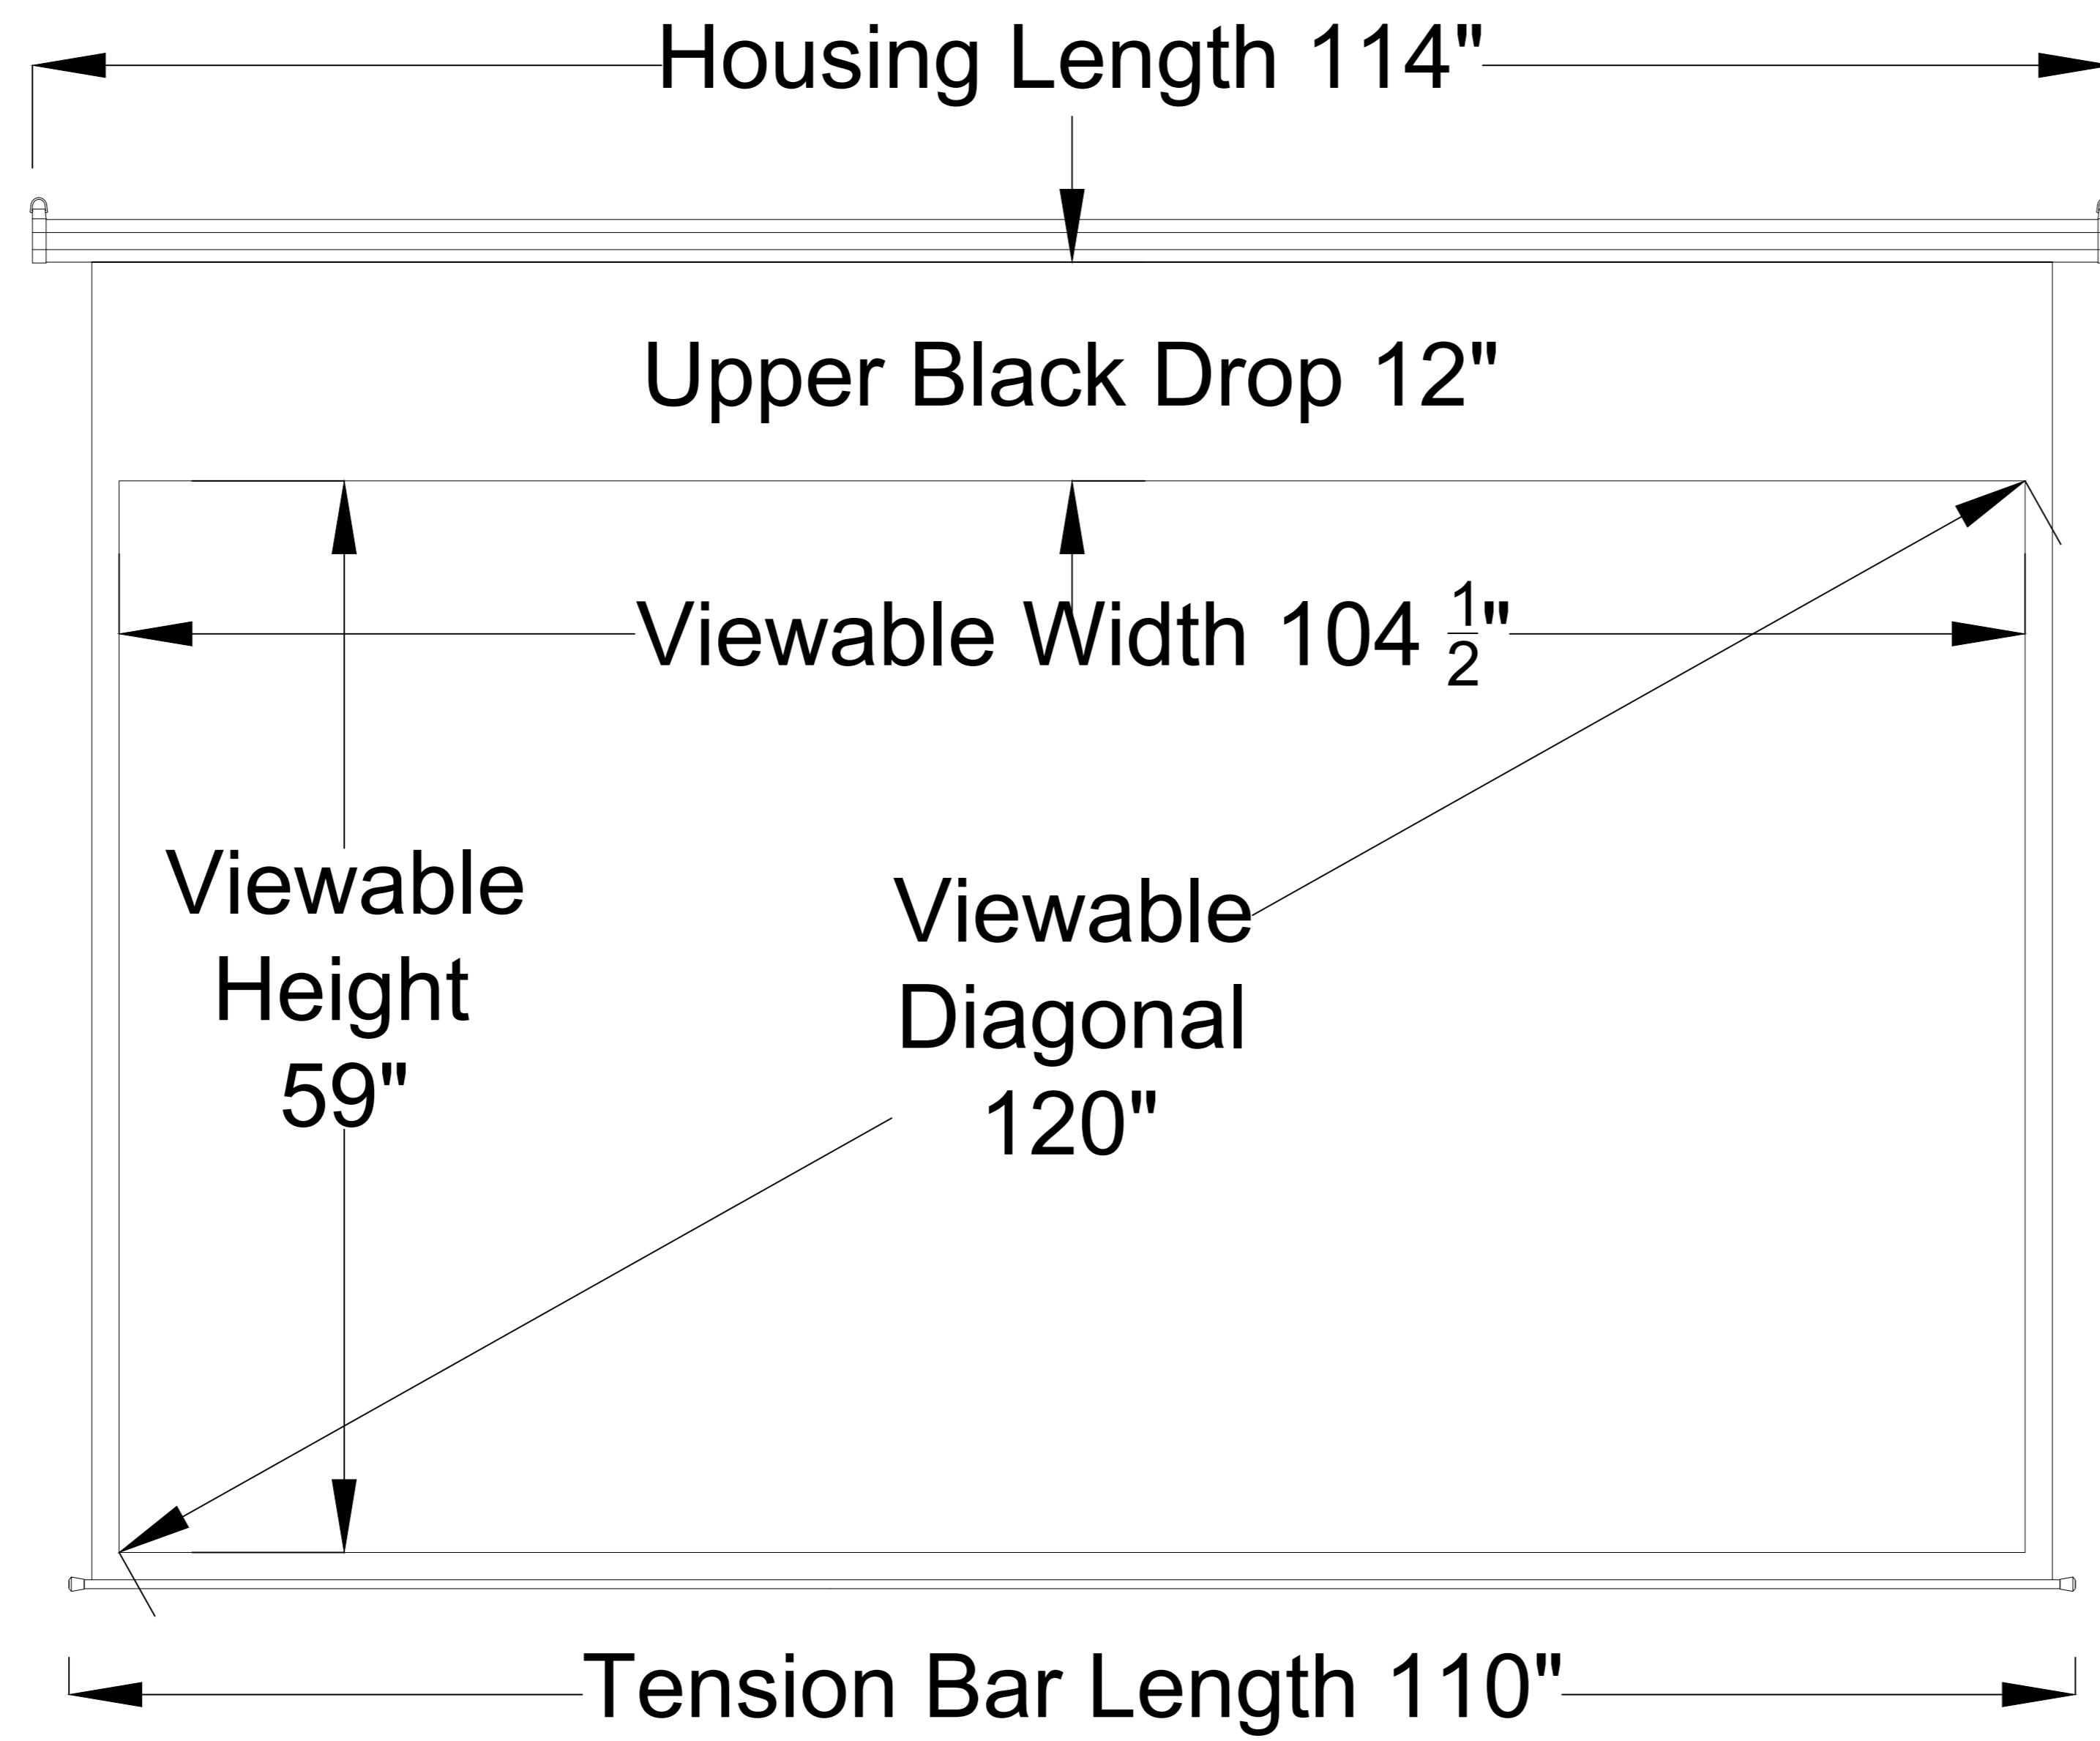 Housing Length 114"
Upper Black Drop 12"
Viewable Width 104 1/2"
Viewable
Height
59"
Viewable
Diagonal
120"
Tension Bar Length 110"